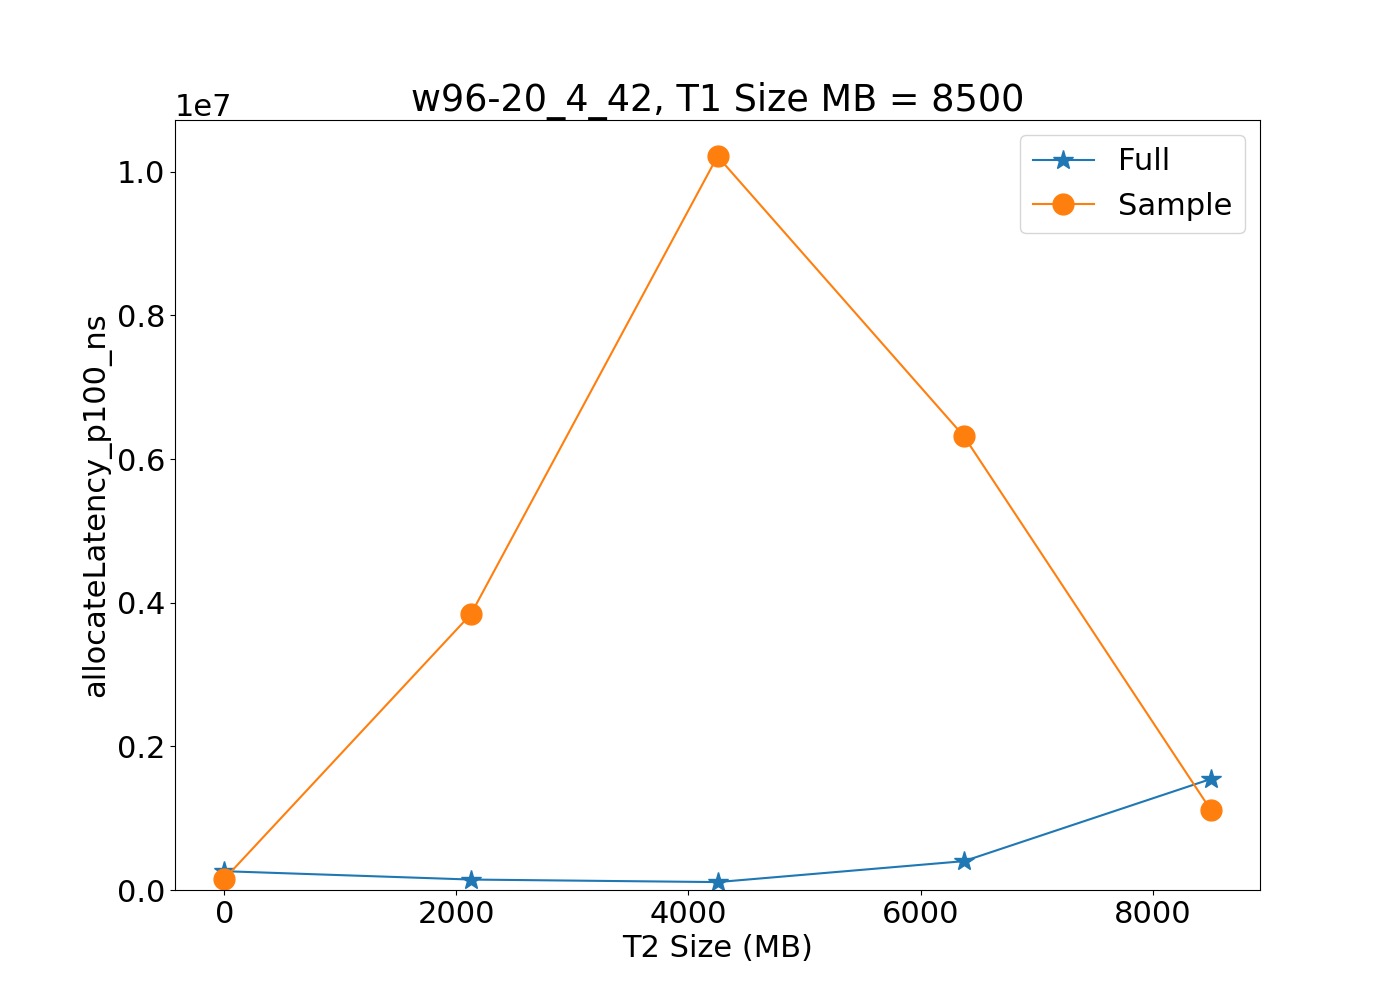 w96-20_4_42, T1 Size MB = 8500
1e7
Full
Sample
1.0
0.8
0.6
0.4
0.2
0.0
allocateLatency_p100_ns
0 2000 4000 6000 8000
T2 Size (MB)